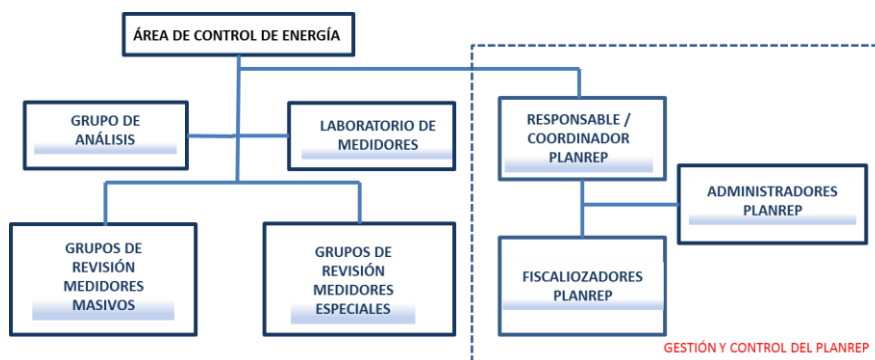 ÁREA DE CONTROL DE ENERGÍA
GRUPO DE
ANÁLISIS
LABORATORIO DE
MEDIDORES
RESPONSABLE /
COORDINADOR
PLANREP
ADMINISTRADORES
PLANREP
GRUPOS DE
REVISIÓN
MEDIDORES
MASIVOS
GRUPOS DE
REVISIÓN
MEDIDORES
ESPECIALES
FISCALIOZADORES
PLANREP
GESTIÓN Y CONTROL DEL PLANREP